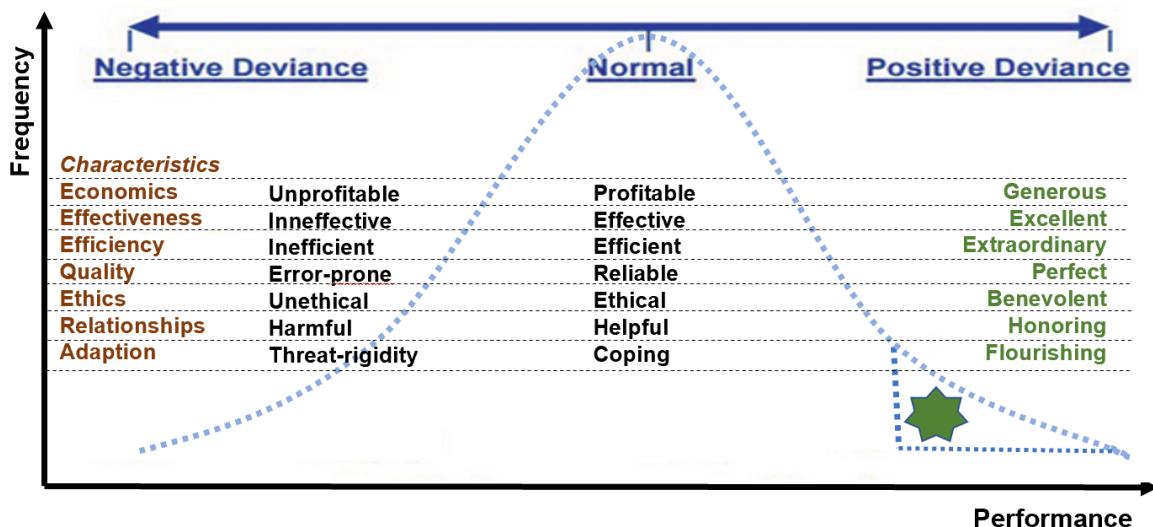 Negative Deviance Normal Positive Deviance
Frequency
Characteristics
Economics Unprofitable Profitable Generous
Effectiveness Inneffective Effective Excellent
Efficiency Inefficient Efficient Extraordinary
Quality Error-prone Reliable Perfect
Ethics Unethical Ethical Benevolent
Relationships Harmful Helpful Honoring
Adaption Threat-rigidity Coping Flourishing
Performance